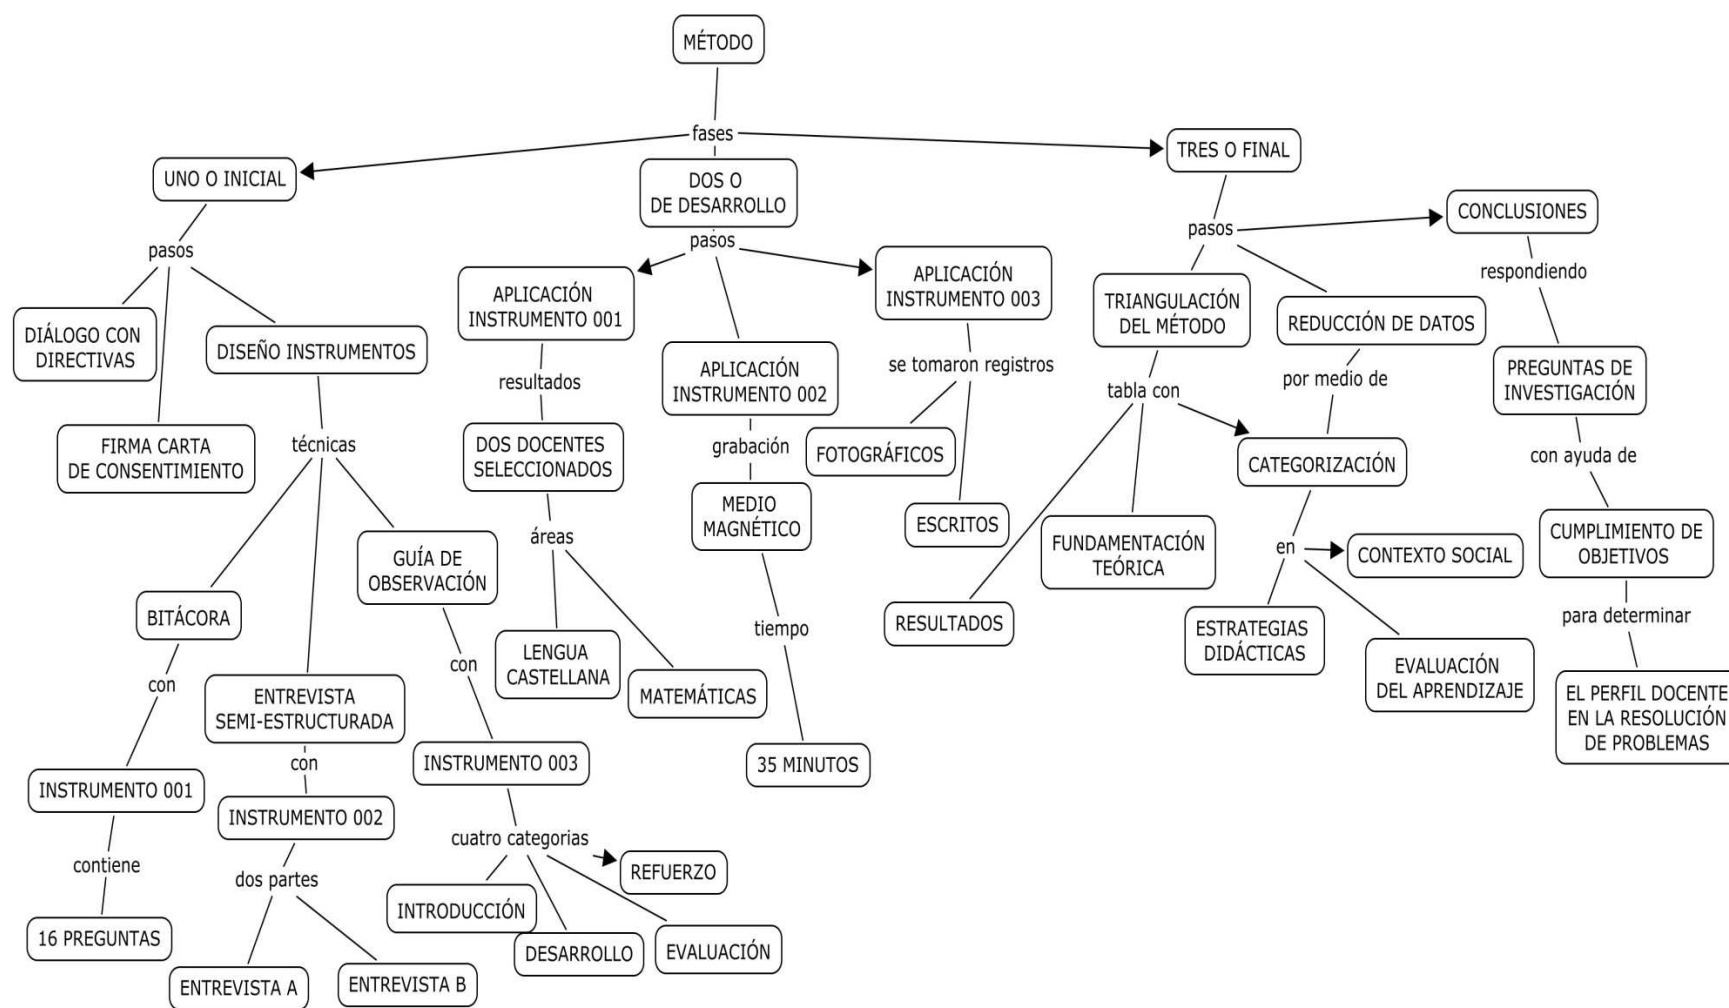 MÉTODO
fases
UNO O INICIAL
DOS O
DE DESARROLLO
TRES O FINAL
pasos
DIÁLOGO CON
DIRECTIVAS
FIRMA CARTA
DE CONSENTIMIENTO
DISEÑO INSTRUMENTOS
técnicas
BITÁCORA
con
INSTRUMENTO 001
contiene
16 PREGUNTAS
ENTREVISTA
SEMI-ESTRUCTURADA
con
INSTRUMENTO 002
dos partes
ENTREVISTA A
ENTREVISTA B
GUÍA DE
OBSERVACIÓN
con
INSTRUMENTO 003
cuatro categorias
INTRODUCCIÓN
DESARROLLO
EVALUACIÓN
REFUERZO
pasos
APLICACIÓN
INSTRUMENTO 001
resultados
DOS DOCENTES
SELECCIONADOS
áreas
LENGUA
CASTELLANA
MATEMÁTICAS
APLICACIÓN
INSTRUMENTO 002
grabación
MEDIO
MAGNÉTICO
tiempo
35 MINUTOS
APLICACIÓN
INSTRUMENTO 003
se tomaron registros
FOTOGRÁFICOS
ESCRITOS
pasos
TRIANGULACIÓN
DEL MÉTODO
tabla con
RESULTADOS
FUNDAMENTACIÓN
TEÓRICA
REDUCCIÓN DE DATOS
por medio de
CATEGORIZACIÓN
en
CONTEXTO SOCIAL
ESTRATEGIAS
DIDÁCTICAS
EVALUACIÓN
DEL APRENDIZAJE
CONCLUSIONES
respondiendo
PREGUNTAS DE
INVESTIGACIÓN
con ayuda de
CUMPLIMIENTO DE
OBJETIVOS
para determinar
EL PERFIL DOCENTE
EN LA RESOLUCIÓN
DE PROBLEMAS